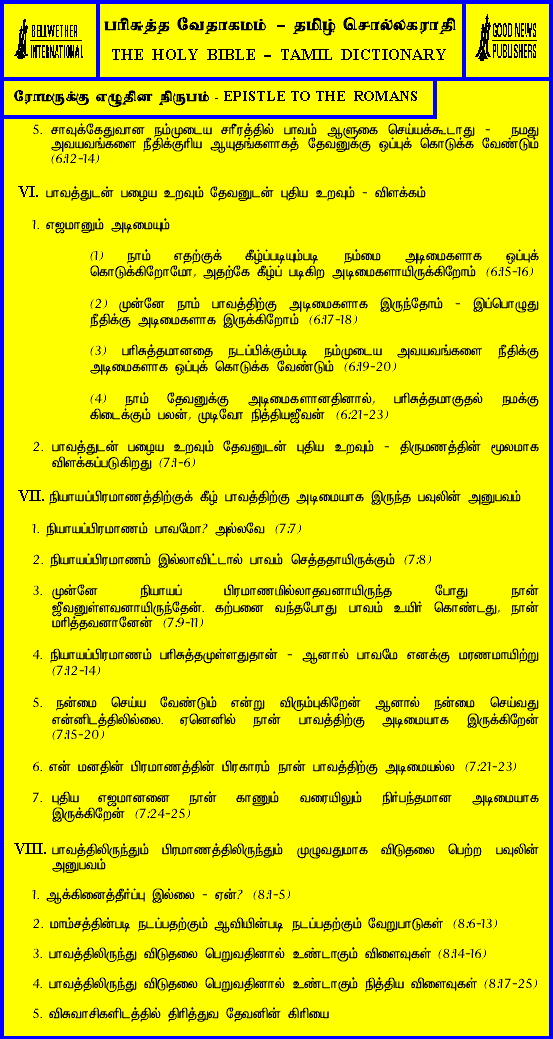 BELLWETHER
INTERNATIONAL
பரிசுத்த வேதாகமம் – தமிழ் சொல்லகராதி
THE HOLY BIBLE – TAMIL DICTIONARY
GOOD NEWS
PUBLISHERS
ரோமருக்கு எழுதின நிருபம் - EPISTLE TO THE ROMANS
5. சாவுக்கேதுவான நம்முடைய சரீரத்தில் பாவம் ஆளுகை செய்யக்கூடாது – நமது
அவயவங்களை நீதிக்குரிய ஆயுதங்களாகத் தேவனுக்கு ஒப்புக் கொடுக்க வேண்டும்
(6:12-14)
VI. பாவத்துடன் பழைய உறவும் தேவனுடன் புதிய உறவும் – விளக்கம்
1. எஜமானும் அடிமையும்
(1) நாம் எதற்குக் கீழ்ப்படியும்படி நம்மை அடிமைகளாக ஒப்புக்
கொடுக்கிறோமோ, அதற்கே கீழ்ப் படிகிற அடிமைகளாயிருக்கிறோம் (6:15-16)
(2) முன்னே நாம் பாவத்திற்கு அடிமைகளாக இருந்தோம் – இப்பொழுது
நீதிக்கு அடிமைகளாக இருக்கிறோம் (6:17-18)
(3) பரிசுத்தமானதை நடப்பிக்கும்படி நம்முடைய அவயவங்களை நீதிக்கு
அடிமைகளாக ஒப்புக் கொடுக்க வேண்டும் (6:19-20)
(4) நாம் தேவனுக்கு அடிமைகளானதினால், பரிசுத்தமாகுதல் நமக்கு
கிடைக்கும் பலன், முடிவோ நித்தியஜீவன் (6:21-23)
2. பாவத்துடன் பழைய உறவும் தேவனுடன் புதிய உறவும் – திருமணத்தின் மூலமாக
விளக்கப்படுகிறது (7:1-6)
VII. நியாயப்பிரமாணத்திற்குக் கீழ் பாவத்திற்கு அடிமையாக இருந்த பவுலின் அனுபவம்
1. நியாயப்பிரமாணம் பாவமோ? அல்லவே (7:7)
2. நியாயப்பிரமாணம் இல்லாவிட்டால் பாவம் செத்ததாயிருக்கும் (7:8)
3. முன்னே நியாயப் பிரமாணமில்லாதவனாயிருந்த போது நான்
ஜீவனுள்ளவனாயிருந்தேன். கற்பனை வந்தபோது பாவம் உயிர் கொண்டது, நான்
மரித்தவனானேன் (7:9-11)
4. நியாயப்பிரமாணம் பரிசுத்தமுள்ளதுதான் – ஆனால் பாவமே எனக்கு மரணமாயிற்று
(7:12-14)
5. நன்மை செய்ய வேண்டும் என்று விரும்புகிறேன் ஆனால் நன்மை செய்வது
என்னிடத்திலில்லை. ஏனெனில் நான் பாவத்திற்கு அடிமையாக இருக்கிறேன்
(7:15-20)
6. என் மனதின் பிரமாணத்தின் பிரகாரம் நான் பாவத்திற்கு அடிமையல்ல (7:21-23)
7. புதிய எஜமானனை நான் காணும் வரையிலும் நிர்பந்தமான அடிமையாக
இருக்கிறேன் (7:24-25)
VIII. பாவத்திலிருந்தும் பிரமாணத்திலிருந்தும் முழுவதுமாக விடுதலை பெற்ற பவுலின்
அனுபவம்
1. ஆக்கினைத்தீர்ப்பு இல்லை – ஏன்? (8:1-5)
2. மாம்சத்தின்படி நடப்பதற்கும் ஆவியின்படி நடப்பதற்கும் வேறுபாடுகள் (8:6-13)
3. பாவத்திலிருந்து விடுதலை பெறுவதினால் உண்டாகும் விளைவுகள் (8:14-16)
4. பாவத்திலிருந்து விடுதலை பெறுவதினால் உண்டாகும் நித்திய விளைவுகள் (8:17-25)
5. விசுவாசிகளிடத்தில் திரித்துவ தேவனின் கிரியை